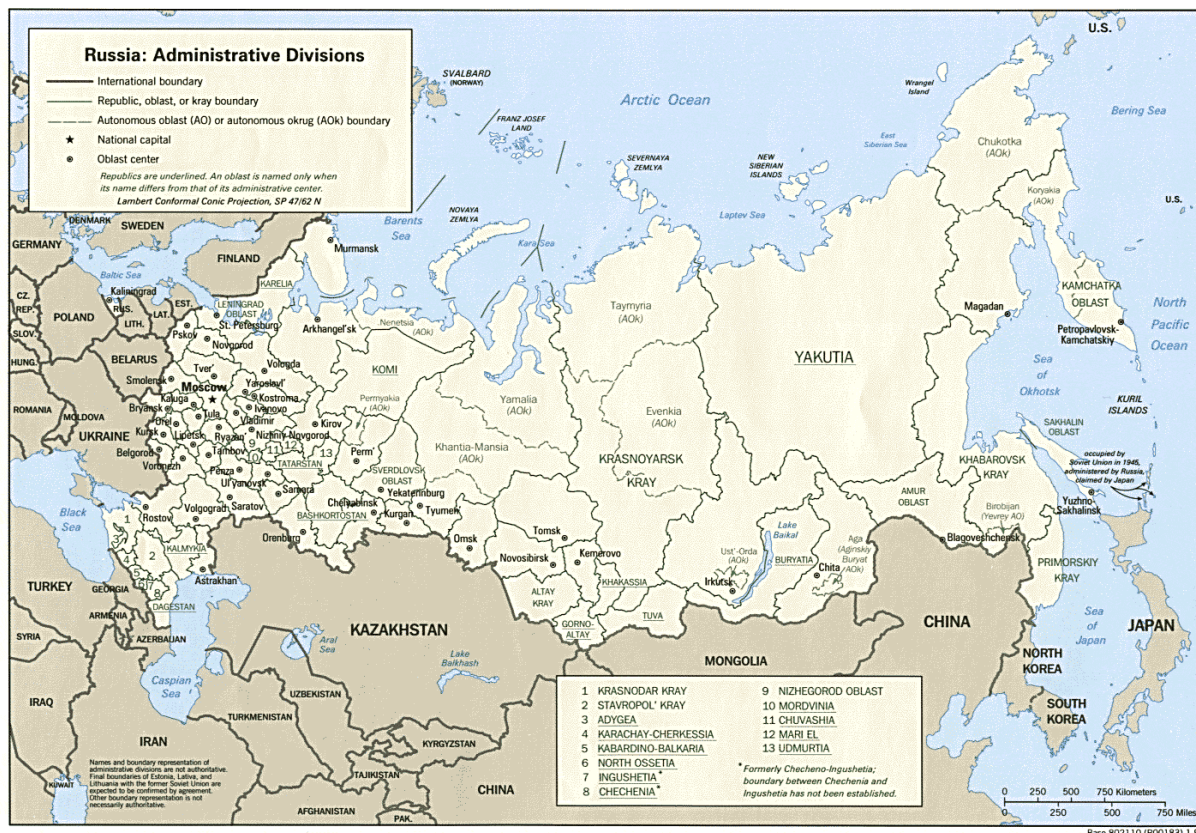 Russia: Administrative Divisions
International boundary
Republic, oblast, or kray boundary
Autonomous oblast (AO) or autonomous okrug (AOk) boundary
National capital
Oblast center
Republics are underlined. An oblast is named only when
its name differs from that of its administrative center.
Lambert Conformal Conic Projection, SP 47/62 N
U.S.
SVALBARD
(NORWAY)
Arctic Ocean
Wrangel
Island
Bering Sea
FRANZ JOSEF
LAND
East
Siberian Sea
Chukotka
(AOk)
SEVERNAYA
ZEMLYA
NEW
SIBERIAN
ISLANDS
Koryakia
(AOk)
U.S.
NOVAYA
ZEMLYA
Laptev Sea
Barents
Sea
Kara Sea
DENMARK
SWEDEN
GERMANY
FINLAND
Murmansk
Baltic Sea
KARELIA
Kaliningrad
CZ.
REP.
POLAND
RUS.
LITH.
LAT.
EST.
LENINGRAD
OBLAST
St. Petersburg
Arkhangel'sk
Nenetsia
(AOk)
Taymyria
(AOk)
Magadan
KAMCHATKA
OBLAST
North
Pacific
Ocean
Petropavlovsk-
Kamchatskiy
SLOV.
HUNG.
Pskov
Novgorod
BELARUS
Tver'
Vologda
KOMI
YAKUTIA
Sea
of
Okhotsk
Smolensk
Moscow
Yaroslavl'
Kostroma
Ivanovo
Kaluga
Bryansk
Tula
Vladimir
Permyakia
(AOk)
Yamalia
(AOk)
Evenkia
(AOk)
KURIL
ISLANDS
ROMANIA
MOLDOVA
UKRAINE
Orel
Kursk
Ryazan'
Nizhniy Novgorod
Kirov
Lipetsk
9
11
12
13
Perm'
Khantia-Mansia
(AOk)
KRASNOYARSK
KRAY
SAKHALIN
OBLAST
Belgorod
Voronezh
Tambov
10
TATARSTAN
Penza
SVERDLOVSK
OBLAST
KHABAROVSK
KRAY
occupied by
Soviet Union in 1945,
administered by Russia,
claimed by Japan
Ul'yanovsk
Samara
Saratov
Yekaterinburg
Chelyabinsk
Tyumen'
Kurgan
BASHKORTOSTAN
AMUR
OBLAST
Birobijan
(Yevrey AO)
Yuzhno-
Sakhalinsk
Black
Sea
Rostov
Volgograd
Orenburg
Omsk
Tomsk
Novosibirsk
Kemerovo
Lake
Baikal
Ust'-Orda
(AOk)
BURYATIA
Aga
(Aginskiy
Buryat
AOk)
Blagoveshchensk
1
2
3
4
5
6
7
8
KALMYKIA
Astrakhan'
DAGESTAN
KHAKASSIA
Irkutsk
Chita
PRIMORSKIY
KRAY
ALTAY
KRAY
GORNO-
ALTAY
TUVA
TURKEY
GEORGIA
ARMENIA
AZERBAIJAN
KAZAKHSTAN
CHINA
Sea
of
Japan
JAPAN
SYRIA
Aral
Sea
Lake
Balkhash
MONGOLIA
NORTH
KOREA
IRAQ
Caspian
Sea
UZBEKISTAN
TURKMENISTAN
KYRGYZSTAN
SOUTH
KOREA
IRAN
TAJIKISTAN
CHINA
KUWAIT
AFGHANISTAN
PAK.
Names and boundary representation of
administrative divisions are not authoritative.
Final boundaries of Estonia, Latvia, and
Lithuania with the former Soviet Union are
expected to be confirmed by agreement.
Other boundary representation is not
necessarily authoritative.
1 KRASNODAR KRAY
2 STAVROPOL' KRAY
3 ADYGEA
4 KARACHAY-CHERKESSIA
5 KABARDINO-BALKARIA
6 NORTH OSSETIA
7 INGUSHETIA*
8 CHECHENIA*
9 NIZHEGOROD OBLAST
10 MORDVINIA
11 CHUVASHIA
12 MARI EL
13 UDMURTIA
* Formerly Checheno-Ingushetia;
boundary between Chechenia and
Ingushetia has not been established.
0 250 500 750 Kilometers
0 250 500 750 Miles